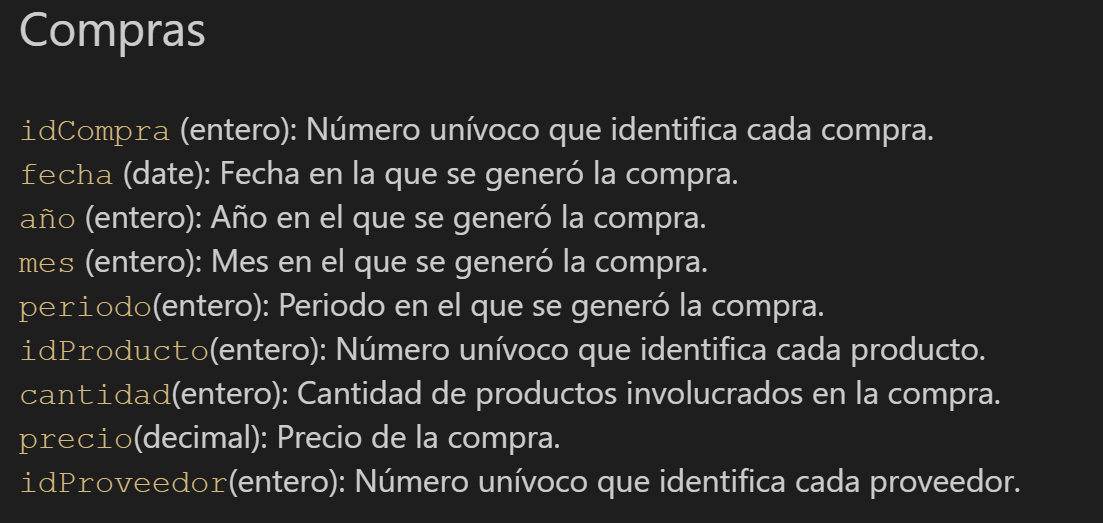 Compras
idCompra (entero): Número unívoco que identifica cada compra.
fecha (date): Fecha en la que se generó la compra.
año (entero): Año en el que se generó la compra.
mes (entero): Mes en el que se generó la compra.
periodo(entero): Periodo en el que se generó la compra.
idProducto(entero): Número unívoco que identifica cada producto.
cantidad(entero): Cantidad de productos involucrados en la compra.
precio(decimal): Precio de la compra.
idProveedor(entero): Número unívoco que identifica cada proveedor.